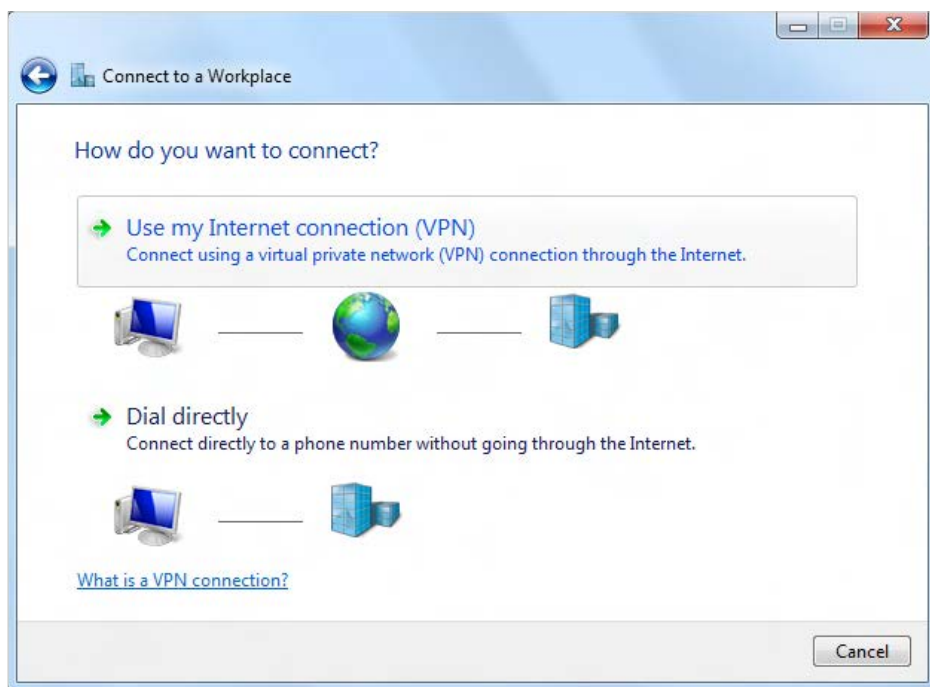 Connect to a Workplace
How do you want to connect?
Use my Internet connection (VPN)
Connect using a virtual private network (VPN) connection through the Internet.
Dial directly
Connect directly to a phone number without going through the Internet.
What is a VPN connection?
Cancel